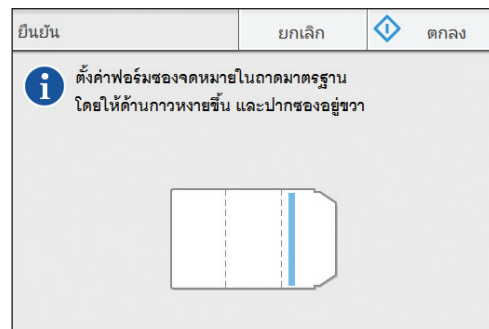 ยืนยัน ยกเลิก ตกลง
ตั้งค่าฟอร์มซองจดหมายในถาดมาตรฐาน
โดยให้ด้านกาวหงายขึ้น และปากซองอยู่ขวา